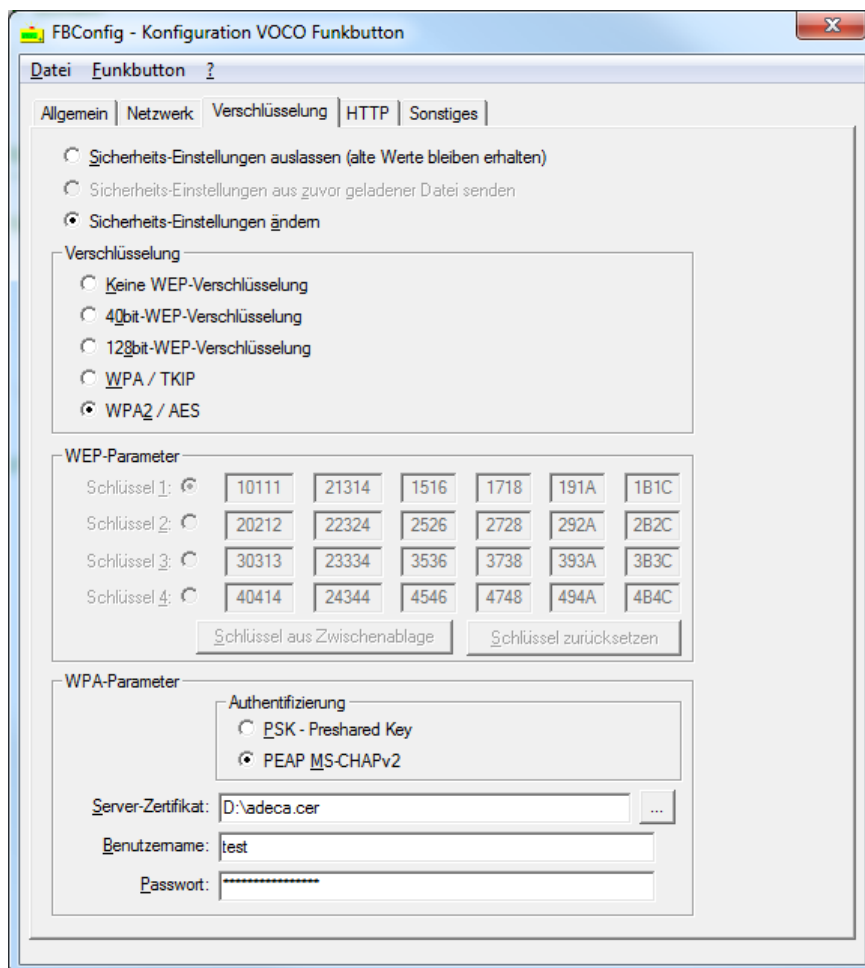 FBConfig - Konfiguration VOCO Funkbutton
Datei Funkbutton ?
Allgemein Netzwerk Verschlüsselung HTTP Sonstiges
Sicherheits-Einstellungen auslassen (alte Werte bleiben erhalten)
Sicherheits-Einstellungen aus zuvor geladener Datei senden
Sicherheits-Einstellungen ändern
Verschlüsselung
Keine WEP-Verschlüsselung
40bit-WEP-Verschlüsselung
128bit-WEP-Verschlüsselung
WPA / TKIP
WPA2 / AES
WEP-Parameter
Schlüssel 1: 10111 21314 1516 1718 191A 1B1C
Schlüssel 2: 20212 22324 2526 2728 292A 2B2C
Schlüssel 3: 30313 23334 3536 3738 393A 3B3C
Schlüssel 4: 40414 24344 4546 4748 494A 4B4C
Schlüssel aus Zwischenablage Schlüssel zurücksetzen
WPA-Parameter
Authentifizierung
PSK - Preshared Key
PEAP MS-CHAPv2
Server-Zertifikat: D:\adeca.cer ...
Benutzername: test
Passwort: ****************